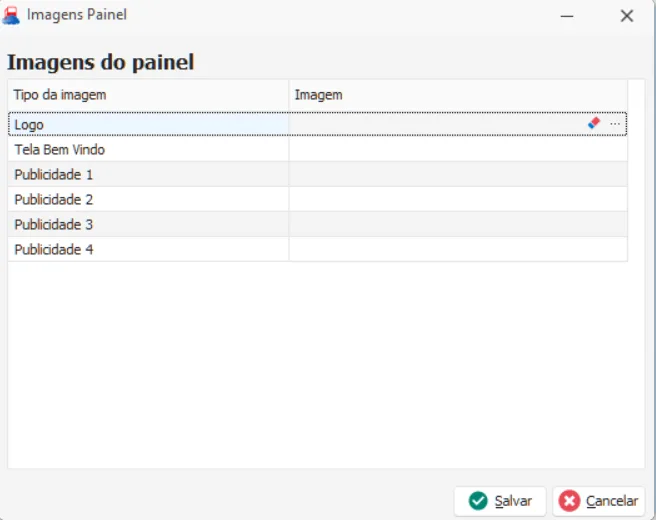 Imagens Painel
Imagens do painel
Tipo da imagem Imagem
Logo ...
Tela Bem Vindo
Publicidade 1
Publicidade 2
Publicidade 3
Publicidade 4
Salvar Cancelar